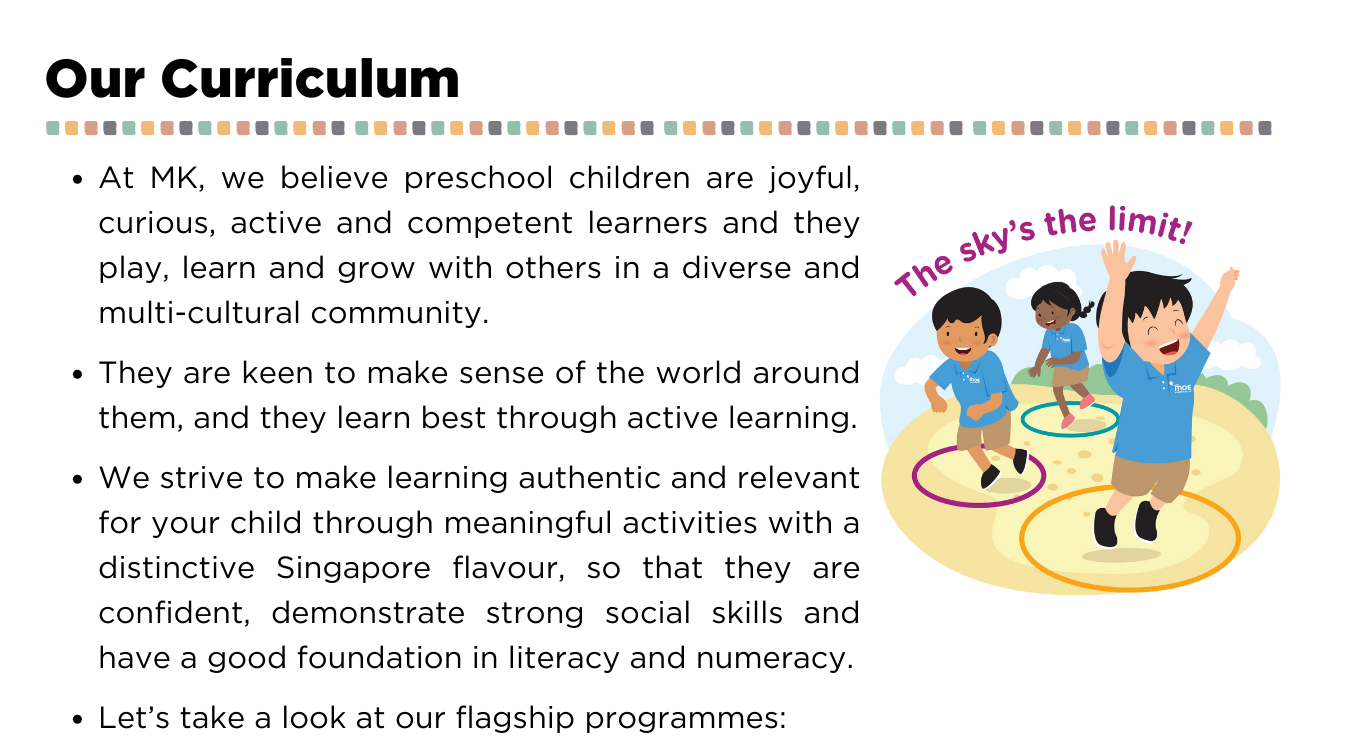 Our Curriculum
• At MK, we believe preschool children are joyful,
curious, active and competent learners and they
play, learn and grow with others in a diverse and
multi-cultural community.
• They are keen to make sense of the world around
them, and they learn best through active learning.
• We strive to make learning authentic and relevant
for your child through meaningful activities with a
distinctive Singapore flavour, so that they are
confident, demonstrate strong social skills and
have a good foundation in literacy and numeracy.
• Let’s take a look at our flagship programmes:
The sky’s the limit!
moe
moe